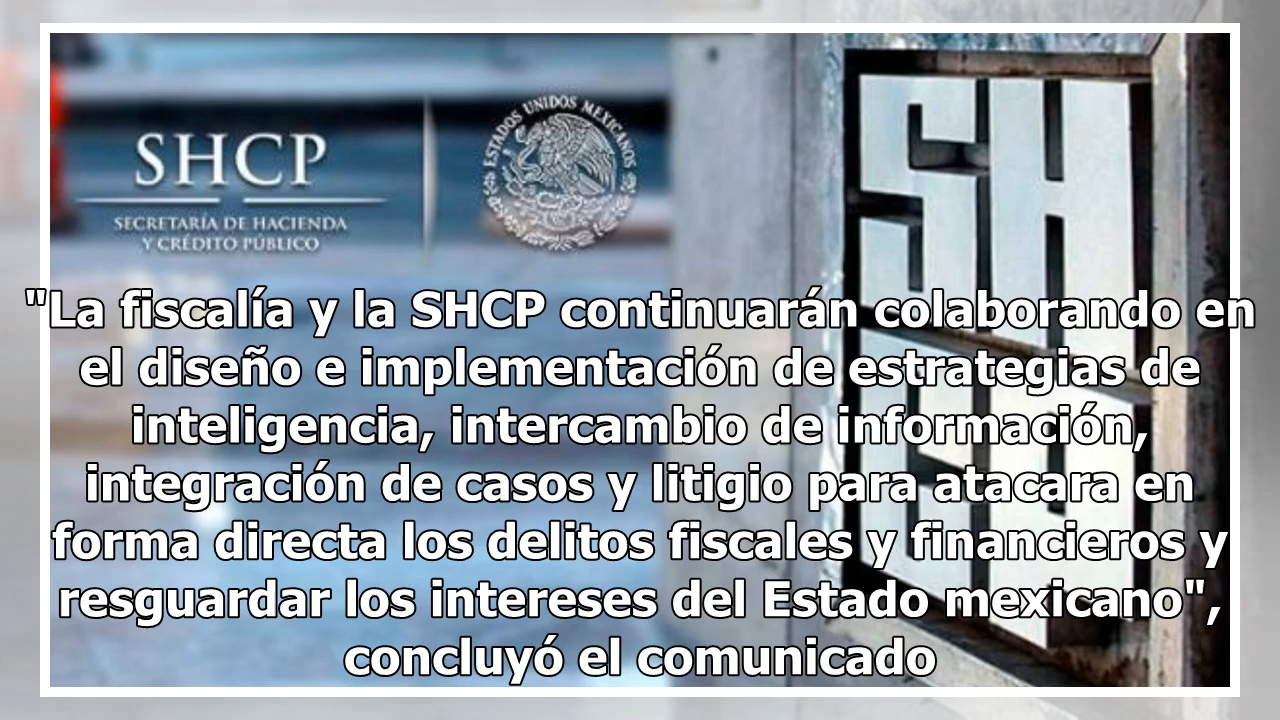 SHCP
SECRETARÍA DE HACIENDA
Y CRÉDITO PÚBLICO
ESTADOS UNIDOS MEXICANOS
SH
CP
"La fiscalía y la SHCP continuarán colaborando en
el diseño e implementación de estrategias de
inteligencia, intercambio de información,
integración de casos y litigio para atacara en
forma directa los delitos fiscales y financieros y
resguardar los intereses del Estado mexicano",
concluyó el comunicado